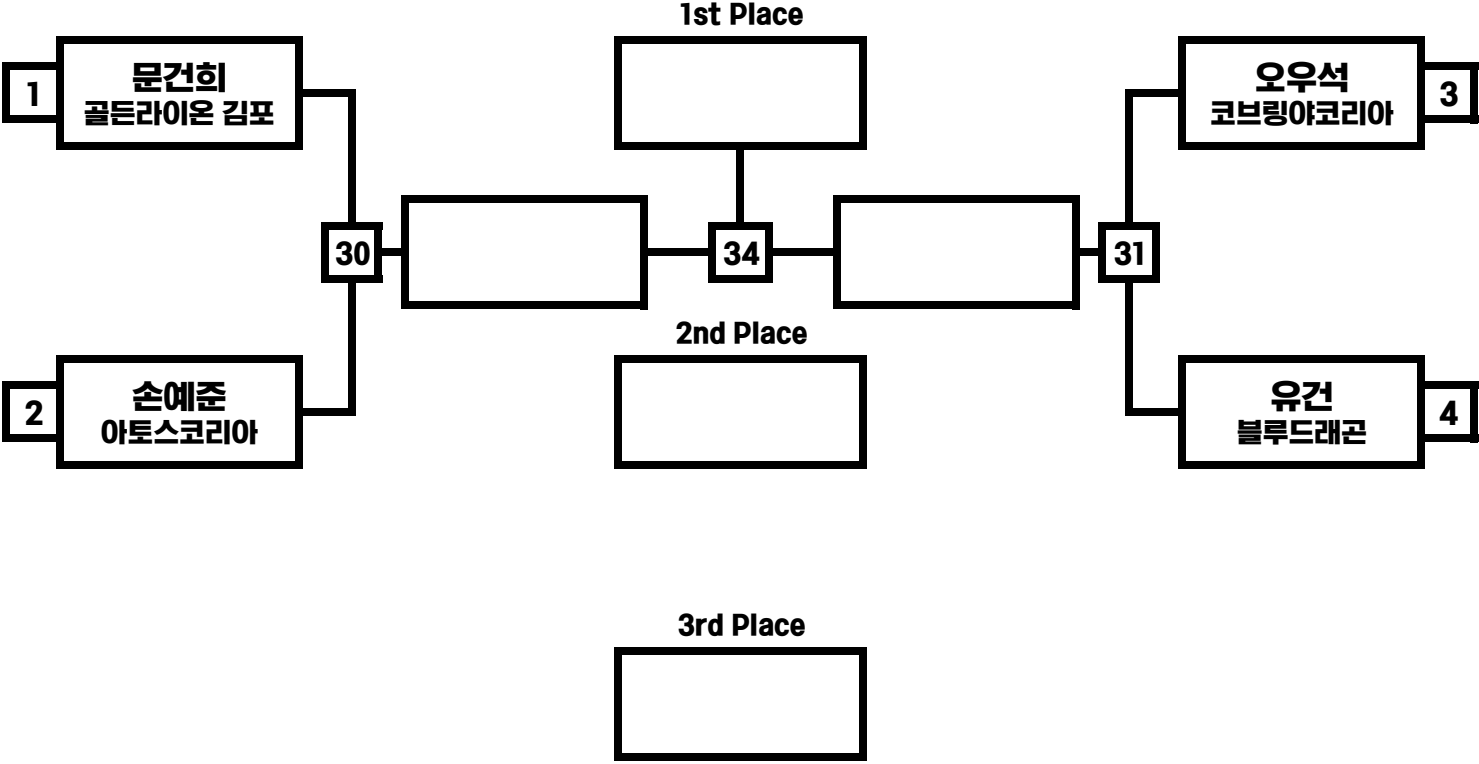 1st Place
1
문건희
골든라이온 김포
오우석
코브링야코리아
3
30
34
31
2nd Place
2
손예준
아토스코리아
유건
블루드래곤
4
3rd Place